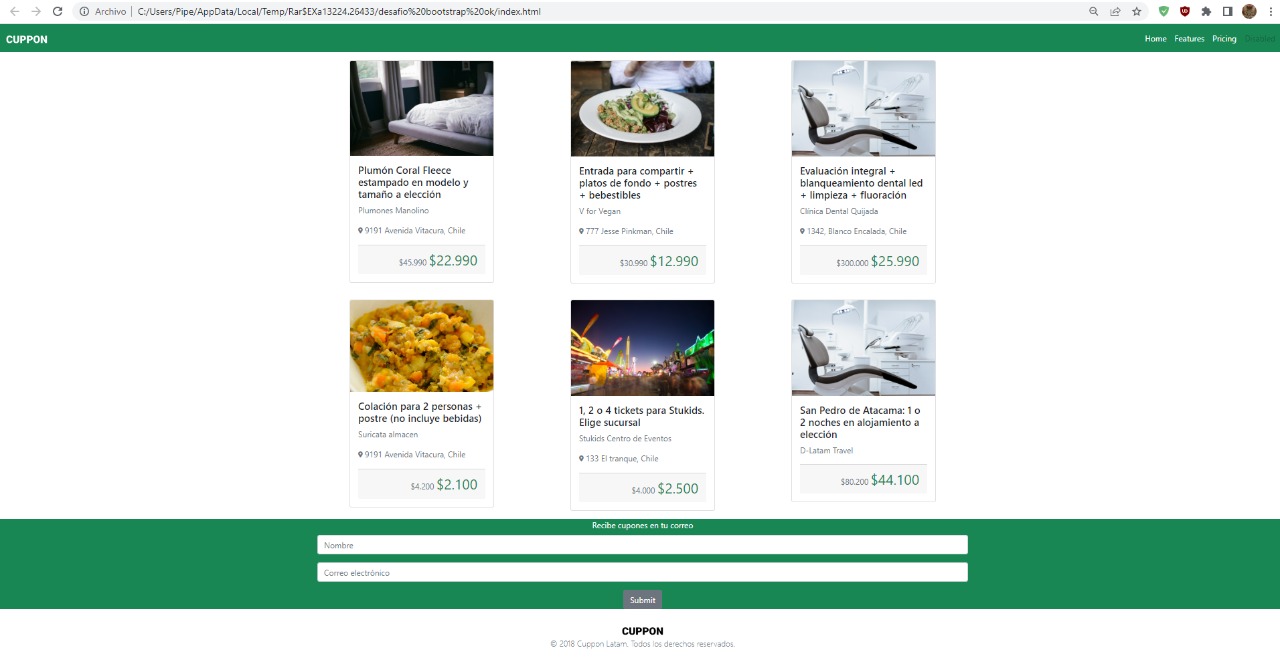 Archivo | C:/Users/Pipe/AppData/Local/Temp/Rar$EXa13224.26433/desafio%20bootstrap%20ok/index.html
CUPPON Home Features Pricing Disabled
Plumón Coral Fleece
estampado en modelo y
tamaño a elección
Plumones Manolino
9191 Avenida Vitacura, Chile
$45.990 $22.990
Entrada para compartir +
platos de fondo + postres
+ bebestibles
V for Vegan
777 Jesse Pinkman, Chile
$30.990 $12.990
Evaluación integral +
blanqueamiento dental led
+ limpieza + fluoración
Clínica Dental Quijada
1342, Blanco Encalada, Chile
$300.000 $25.990
Colación para 2 personas +
postre (no incluye bebidas)
Suricata almacen
9191 Avenida Vitacura, Chile
$4.200 $2.100
1, 2 o 4 tickets para Stukids.
Elige sucursal
Stukids Centro de Eventos
133 El tranque, Chile
$4.000 $2.500
San Pedro de Atacama: 1 o
2 noches en alojamiento a
elección
D-Latam Travel
$80.200 $44.100
Recibe cupones en tu correo
Nombre
Correo electrónico
Submit
CUPPON
© 2018 Cuppon Latam. Todos los derechos reservados.